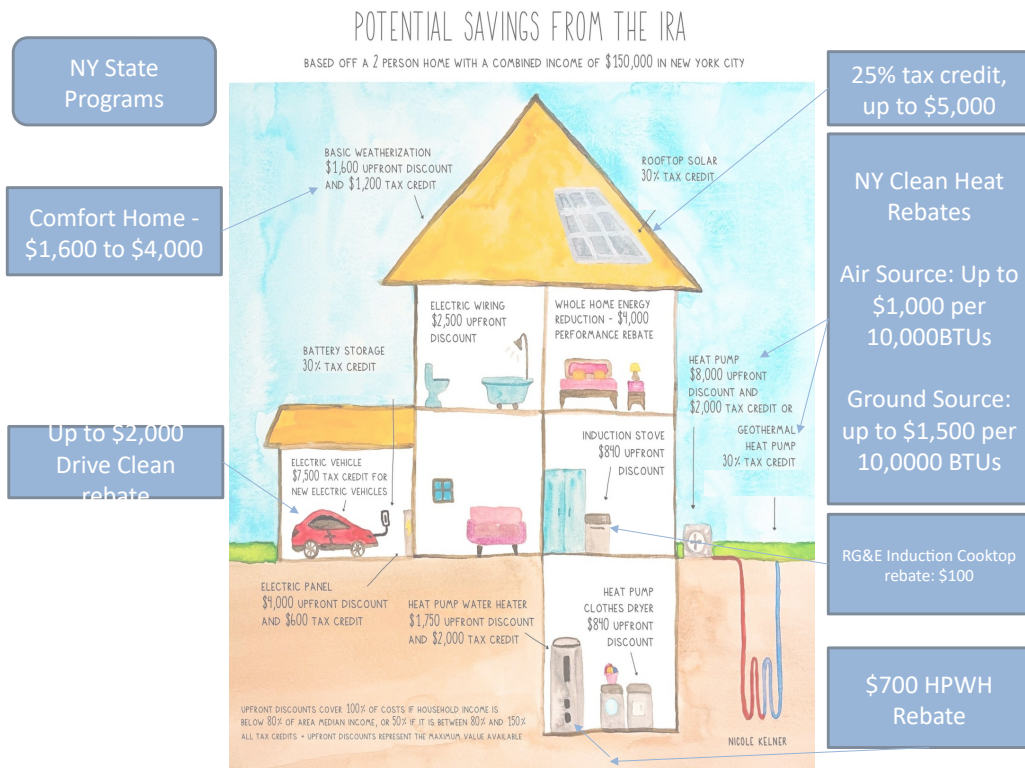 POTENTIAL SAVINGS FROM THE IRA
BASED OFF A 2 PERSON HOME WITH A COMBINED INCOME OF $150,000 IN NEW YORK CITY
NY State
Programs
Comfort Home -
$1,600 to $4,000
Up to $2,000
Drive Clean
rebate
BASIC WEATHERIZATION
$1,600 UPFRONT DISCOUNT
AND $1,200 TAX CREDIT
ROOFTOP SOLAR
30% TAX CREDIT
ELECTRIC WIRING
$2,500 UPFRONT
DISCOUNT
WHOLE HOME ENERGY
REDUCTION - $4,000
PERFORMANCE REBATE
BATTERY STORAGE
30% TAX CREDIT
HEAT PUMP
$8,000 UPFRONT
DISCOUNT AND
$2,000 TAX CREDIT OR
GEOTHERMAL
HEAT PUMP
30% TAX CREDIT
INDUCTION STOVE
$840 UPFRONT
DISCOUNT
ELECTRIC VEHICLE
$7,500 TAX CREDIT FOR
NEW ELECTRIC VEHICLES
ELECTRIC PANEL
$4,000 UPFRONT DISCOUNT
AND $600 TAX CREDIT
HEAT PUMP WATER HEATER
$1,750 UPFRONT DISCOUNT
AND $2,000 TAX CREDIT
HEAT PUMP
CLOTHES DRYER
$840 UPFRONT
DISCOUNT
UPFRONT DISCOUNTS COVER 100% OF COSTS IF HOUSEHOLD INCOME IS
BELOW 80% OF AREA MEDIAN INCOME, OR 50% IF IT IS BETWEEN 80% AND 150%
ALL TAX CREDITS + UPFRONT DISCOUNTS REPRESENT THE MAXIMUM VALUE AVAILABLE
NICOLE KELNER
25% tax credit,
up to $5,000
NY Clean Heat
Rebates
Air Source: Up to
$1,000 per
10,000BTUs
Ground Source:
up to $1,500 per
10,0000 BTUs
RG&E Induction Cooktop
rebate: $100
$700 HPWH
Rebate